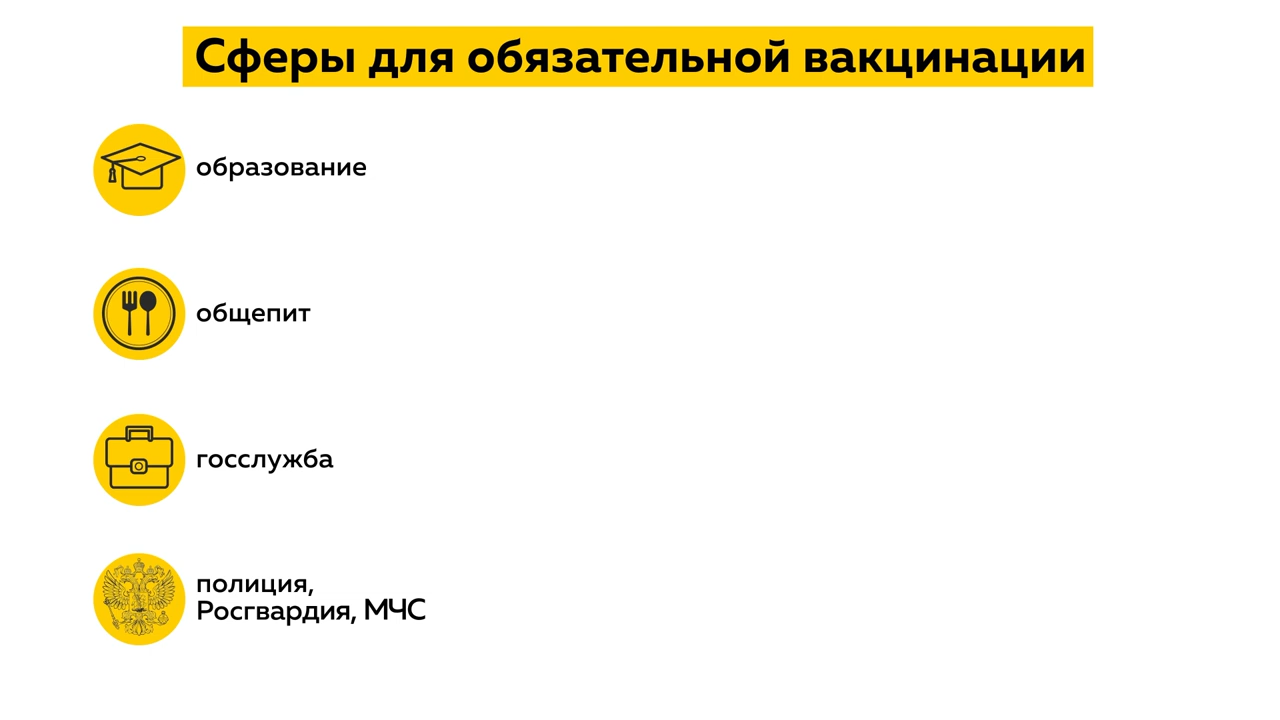 Сферы для обязательной вакцинации
образование
общепит
госслужба
полиция,
Росгвардия, МЧС